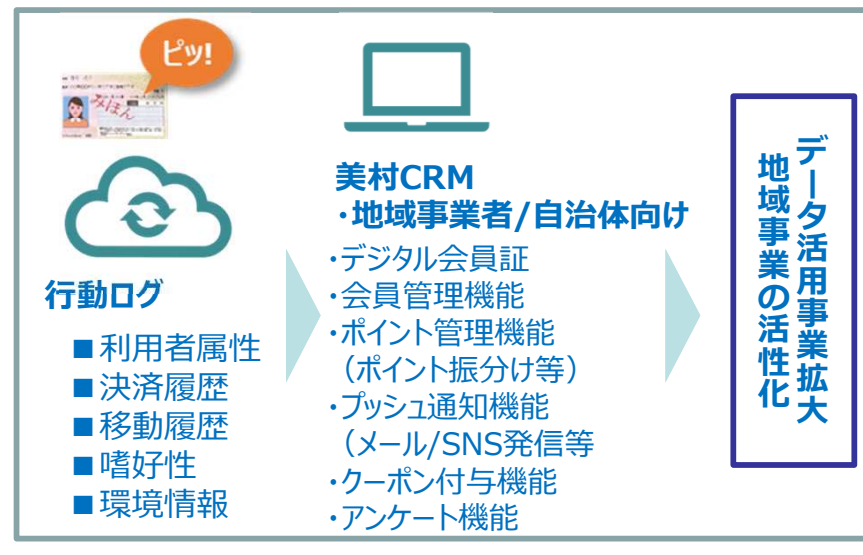 ピッ!
みほん
行動ログ
■利用者属性
■決済履歴
■移動履歴
■嗜好性
■環境情報
美村CRM
・地域事業者/自治体向け
・デジタル会員証
・会員管理機能
・ポイント管理機能
（ポイント振分け等）
・プッシュ通知機能
（メール/SNS発信等
・クーポン付与機能
・アンケート機能
データ活用事業拡大
地域事業の活性化